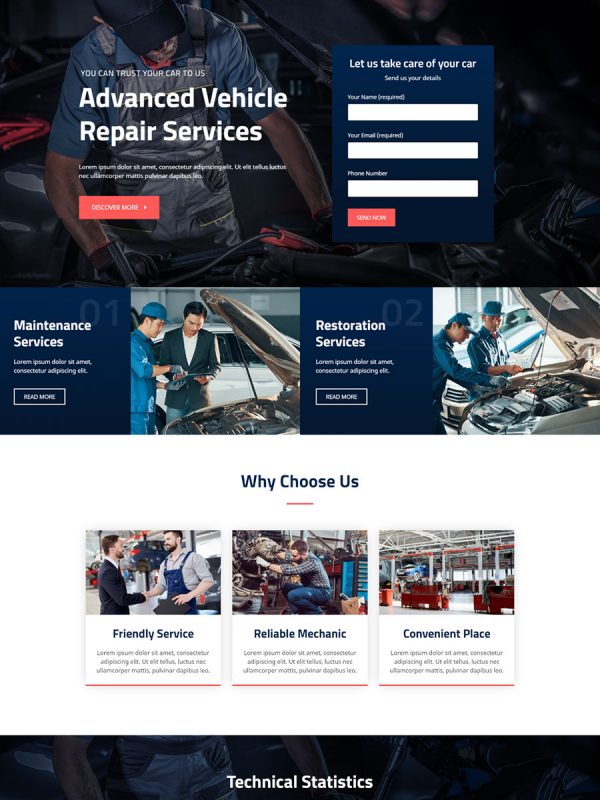 YOU CAN TRUST YOUR CAR TO US
Advanced Vehicle
Repair Services
Lorem ipsum dolor sit amet, consectetur adipiscing elit. Ut elit tellus, luctus
nec ullamcorper mattis pulvinar dapibus leo.
DISCOVER MORE
Let us take care of your car
Send us your details
Your Name (required)
Your Email (required)
Phone Number
SEND NOW
01
Maintenance
Services
Lorem ipsum dolor sit amet,
consectetur adipiscing elit.
READ MORE
02
Restoration
Services
Lorem ipsum dolor sit amet,
consectetur adipiscing elit.
READ MORE
Why Choose Us
Friendly Service
Lorem ipsum dolor sit amet, consectetur
adipiscing elit. Ut elit tellus, luctus nec
ullamcorper mattis, pulvinar dapibus leo.
Reliable Mechanic
Lorem ipsum dolor sit amet, consectetur
adipiscing elit. Ut elit tellus, luctus nec
ullamcorper mattis, pulvinar dapibus leo.
Convenient Place
Lorem ipsum dolor sit amet, consectetur
adipiscing elit. Ut elit tellus, luctus nec
ullamcorper mattis, pulvinar dapibus leo.
Technical Statistics